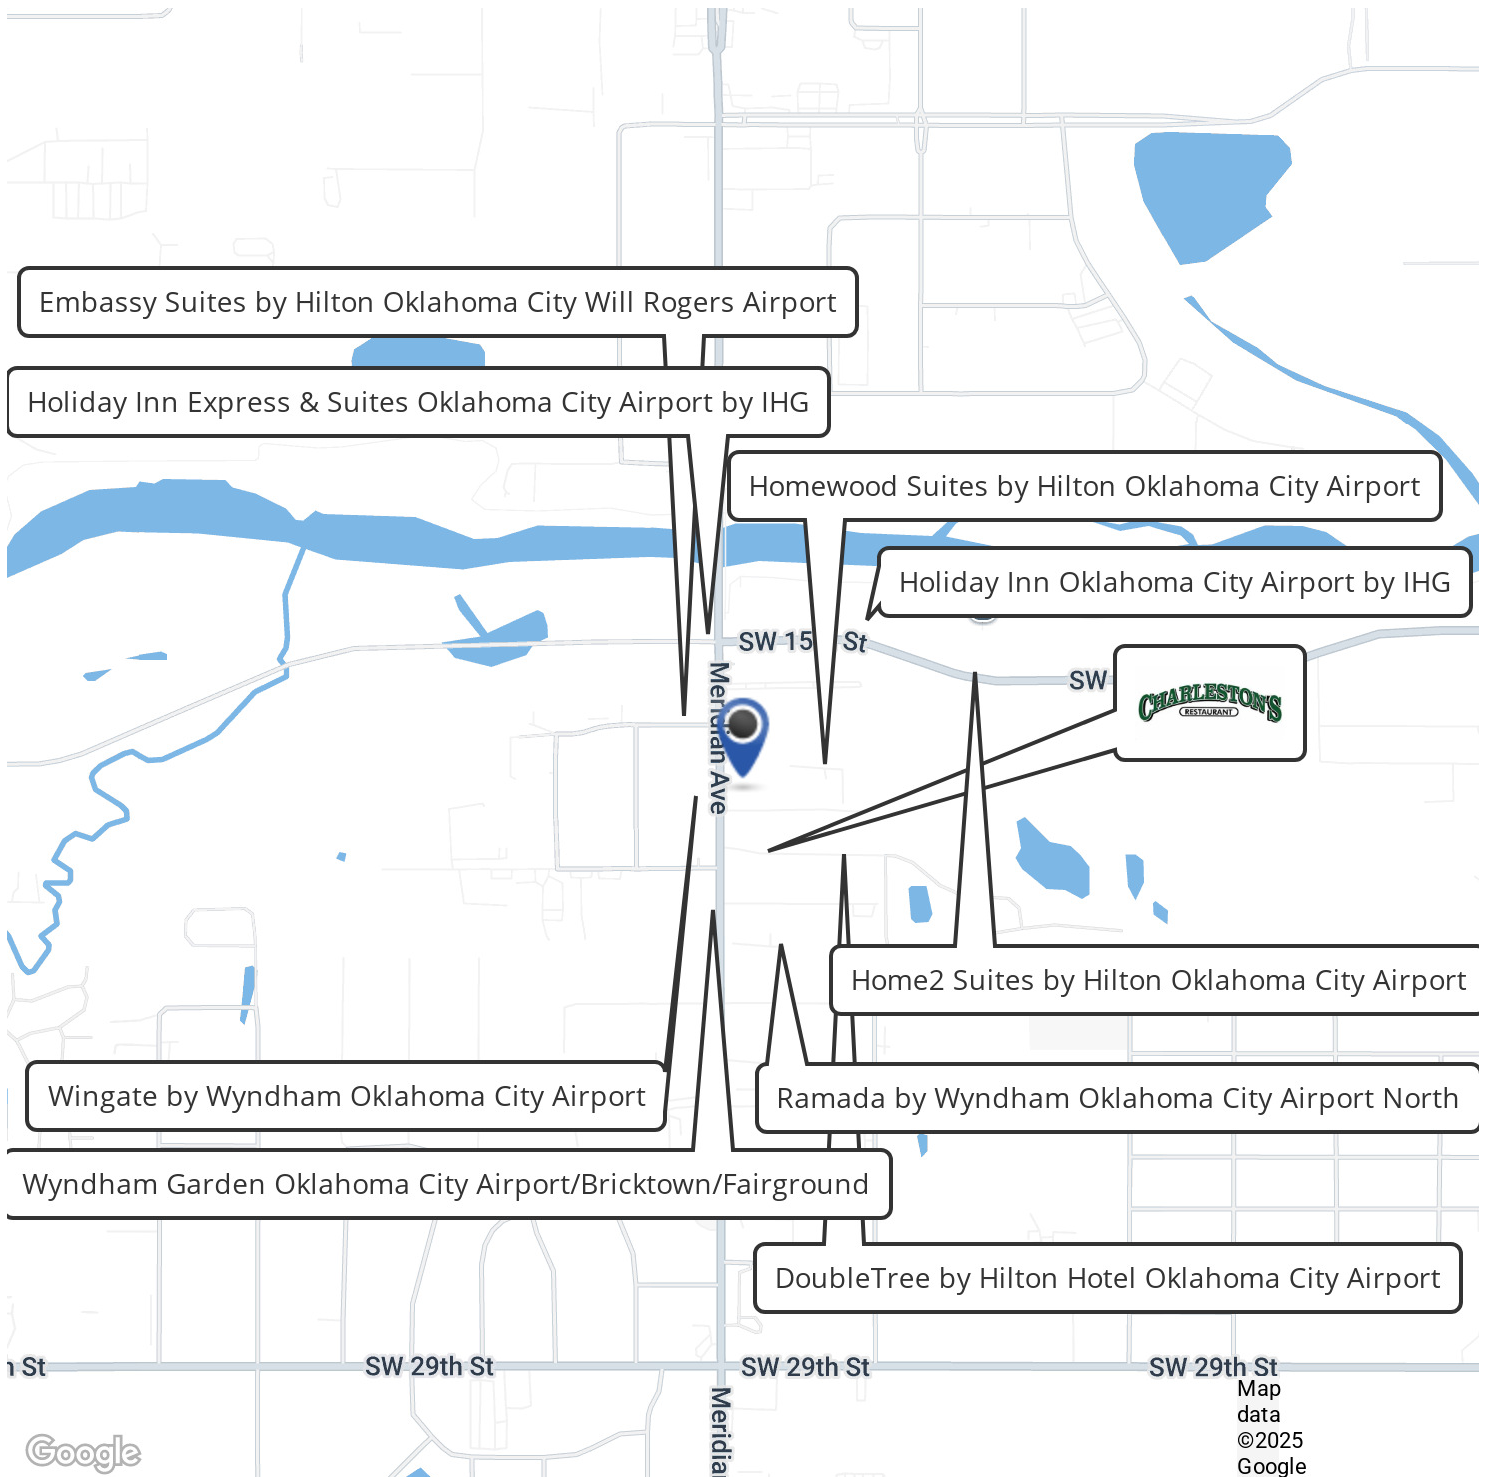 Embassy Suites by Hilton Oklahoma City Will Rogers Airport
Holiday Inn Express & Suites Oklahoma City Airport by IHG
Homewood Suites by Hilton Oklahoma City Airport
Holiday Inn Oklahoma City Airport by IHG
SW 15 St
SW
CHARLESTON'S
RESTAURANT
Meridian Ave
Home2 Suites by Hilton Oklahoma City Airport
Wingate by Wyndham Oklahoma City Airport
Ramada by Wyndham Oklahoma City Airport North
Wyndham Garden Oklahoma City Airport/Bricktown/Fairground
DoubleTree by Hilton Hotel Oklahoma City Airport
h St
SW 29th St
SW 29th St
SW 29th St
Meridia
Google
Map
data
©2025
Google